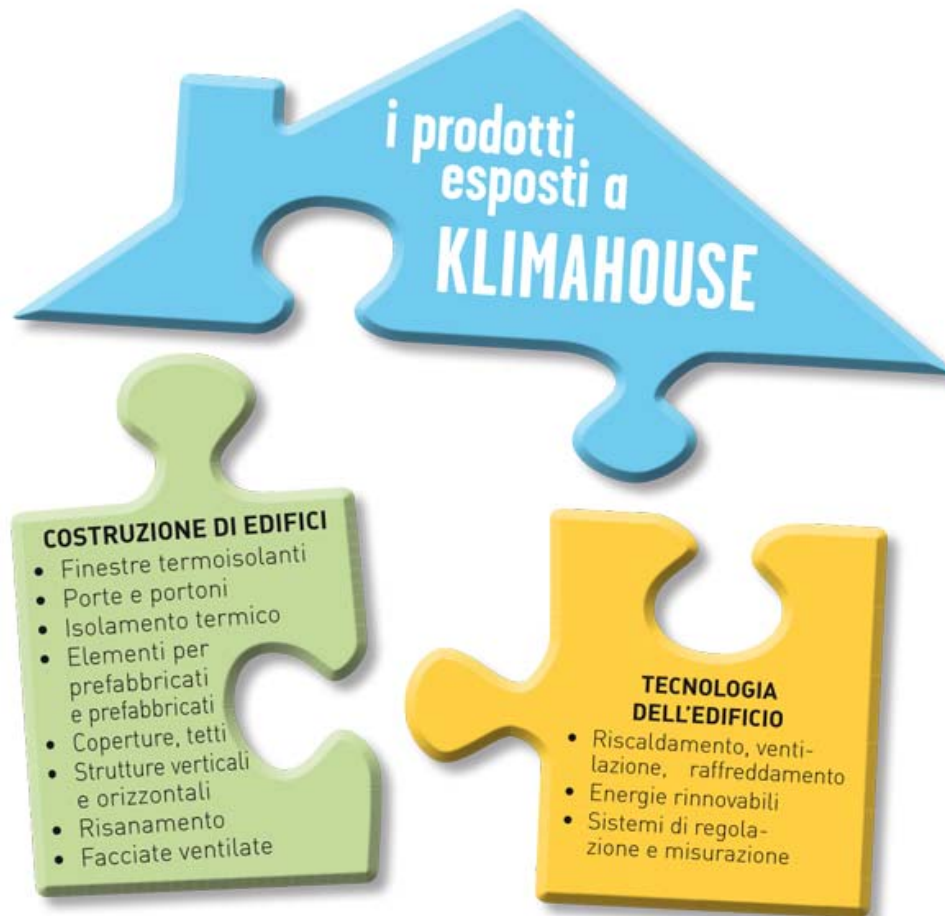 i prodotti
esposti a
KLIMAHOUSE
COSTRUZIONE DI EDIFICI
• Finestre termoisolanti
• Porte e portoni
• Isolamento termico
• Elementi per
prefabbricati
e prefabbricati
• Coperture, tetti
• Strutture verticali
e orizzontali
• Risanamento
• Facciate ventilate
TECNOLOGIA
DELL'EDIFICIO
• Riscaldamento, venti-
lazione, raffreddamento
• Energie rinnovabili
• Sistemi di regola-
zione e misurazione